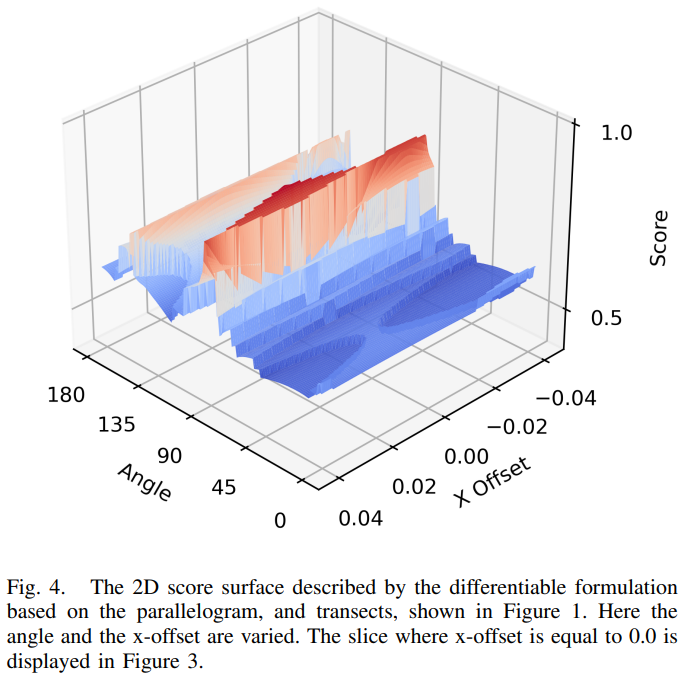 1.0
Score
0.5
180
135
90
45
0
Angle
−0.04
−0.02
0.00
0.02
0.04
X Offset
Fig. 4. The 2D score surface described by the differentiable formulation
based on the parallelogram, and transects, shown in Figure 1. Here the
angle and the x-offset are varied. The slice where x-offset is equal to 0.0 is
displayed in Figure 3.